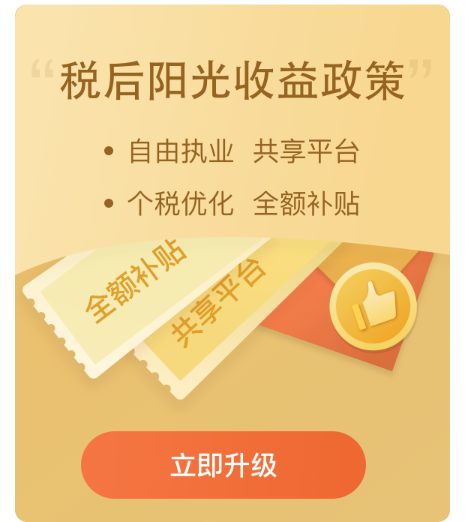 “税后阳光收益政策”
• 自由执业 共享平台
• 个税优化 全额补贴
全额补贴
共享平台
立即升级